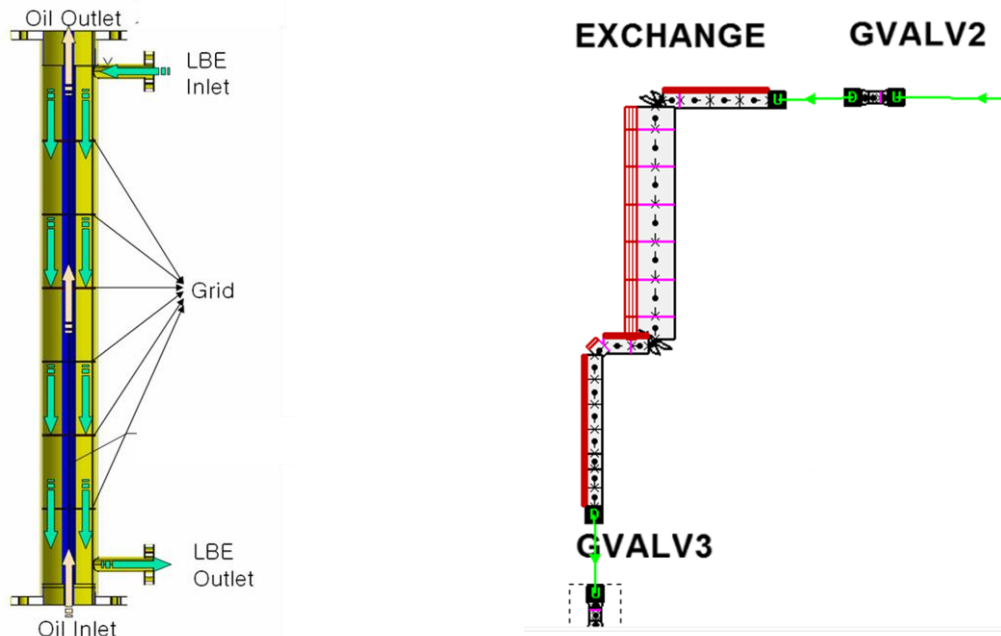 Oil Outlet
LBE
Inlet
Grid
LBE
Outlet
Oil Inlet
EXCHANGE
GVALV2
U
D
U
D
GVALV3
U